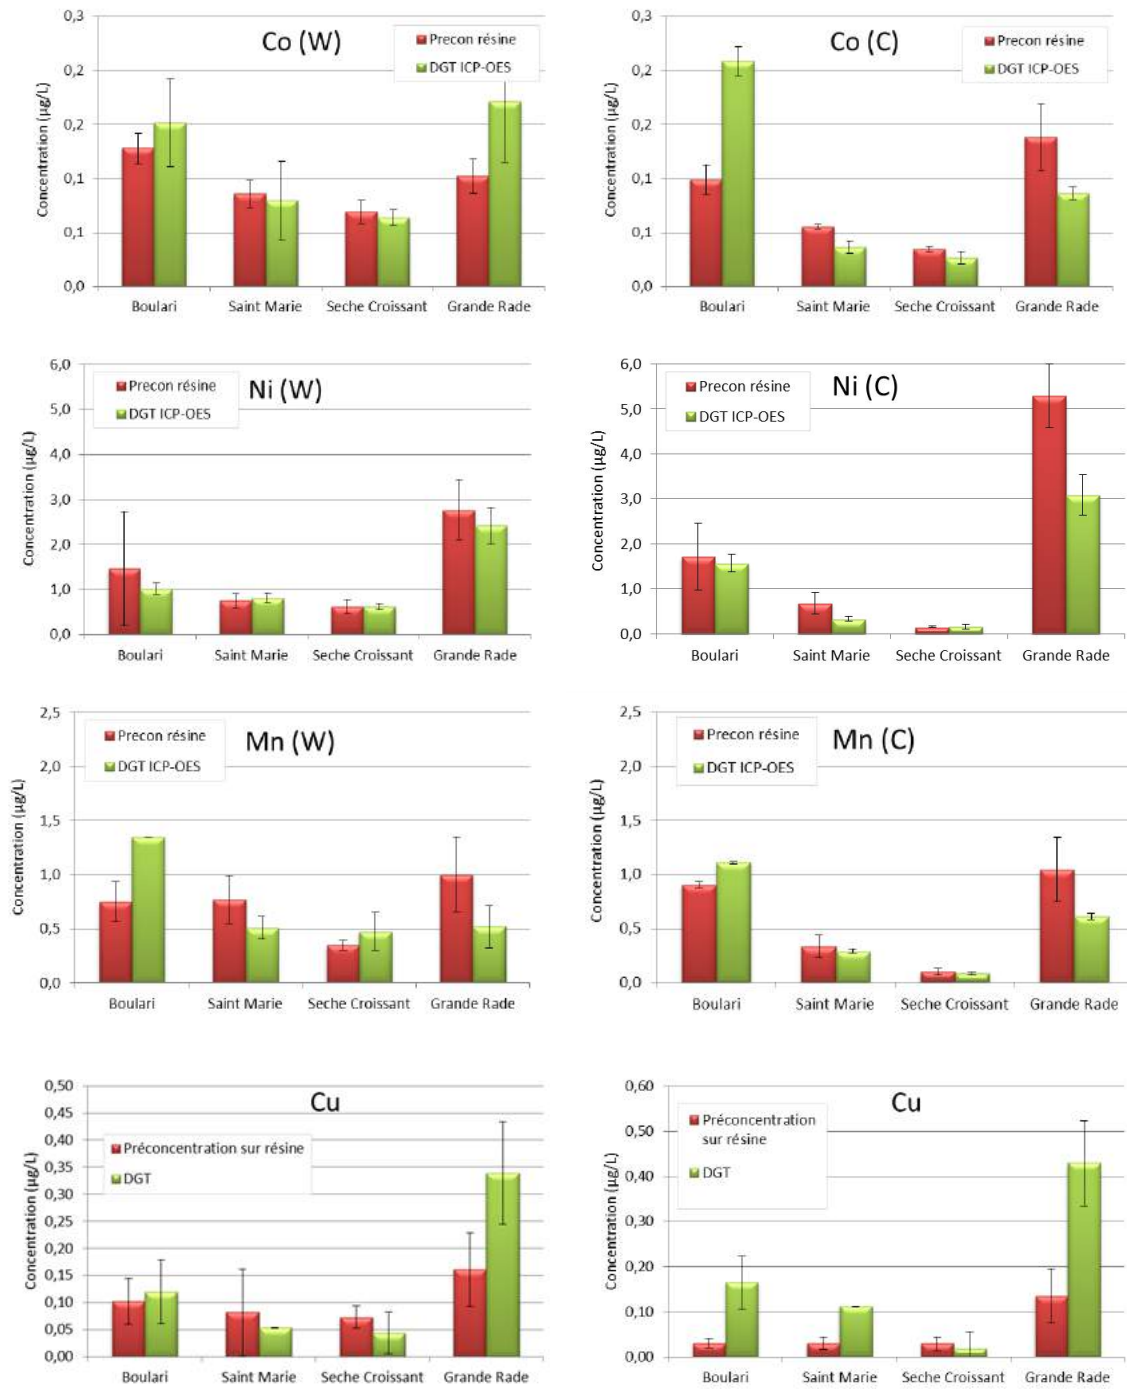 Co (W)
Precon résine
DGT ICP-OES
Concentration (µg/L)
0,3
0,2
0,2
0,1
0,1
0,0
Boulari Saint Marie Seche Croissant Grande Rade
Co (C)
Precon résine
DGT ICP-OES
Concentration (µg/L)
0,3
0,2
0,2
0,1
0,1
0,0
Boulari Saint Marie Seche Croissant Grande Rade
Ni (W)
Precon résine
DGT ICP-OES
Concentration (µg/L)
6,0
5,0
4,0
3,0
2,0
1,0
0,0
Boulari Saint Marie Seche Croissant Grande Rade
Ni (C)
Precon résine
DGT ICP-OES
Concentration (µg/L)
6,0
5,0
4,0
3,0
2,0
1,0
0,0
Boulari Saint Marie Seche Croissant Grande Rade
Mn (W)
Precon résine
DGT ICP-OES
Concentration (µg/L)
2,5
2,0
1,5
1,0
0,5
0,0
Boulari Saint Marie Seche Croissant Grande Rade
Mn (C)
Precon résine
DGT ICP-OES
Concentration (µg/L)
2,5
2,0
1,5
1,0
0,5
0,0
Boulari Saint Marie Seche Croissant Grande Rade
Cu
Préconcentration sur résine
DGT
Concentration (µg/L)
0,50
0,45
0,40
0,35
0,30
0,25
0,20
0,15
0,10
0,05
0,00
Boulari Saint Marie Seche Croissant Grande Rade
Cu
Préconcentration
sur résine
DGT
Concentration (µg/L)
0,60
0,50
0,40
0,30
0,20
0,10
0,00
Boulari Saint Marie Seche Croissant Grande Rade